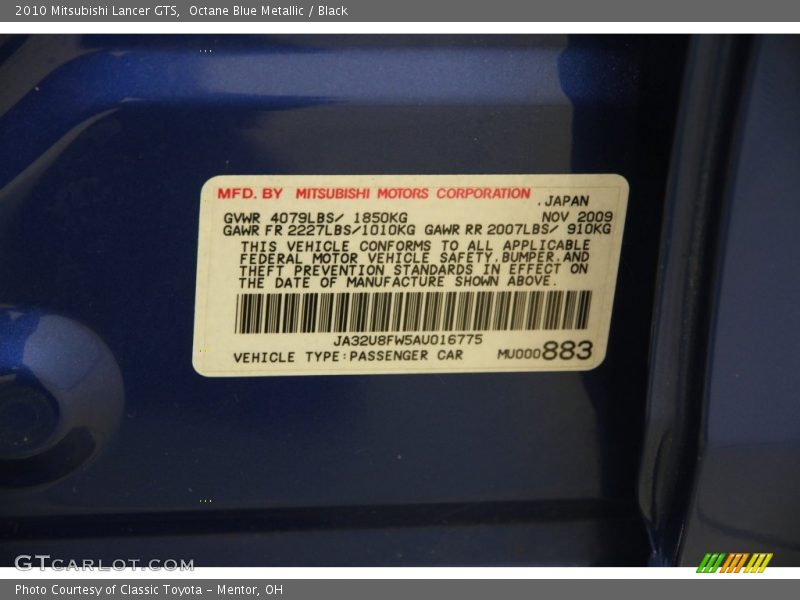 2010 Mitsubishi Lancer GTS,  Octane Blue Metallic / Black
MFD. BY MITSUBISHI MOTORS CORPORATION
.JAPAN
GVWR 4079LBS/ 1850KG NOV 2009
GAWR FR 2227LBS/1010KG GAWR RR 2007LBS/ 910KG
THIS VEHICLE CONFORMS TO ALL APPLICABLE
FEDERAL MOTOR VEHICLE SAFETY,BUMPER,AND
THEFT PREVENTION STANDARDS IN EFFECT ON
THE DATE OF MANUFACTURE SHOWN ABOVE.
JA32U8FW5AU016775
VEHICLE TYPE:PASSENGER CAR MU000883
GTCARLOT.COM
Photo Courtesy of Classic Toyota - Mentor, OH